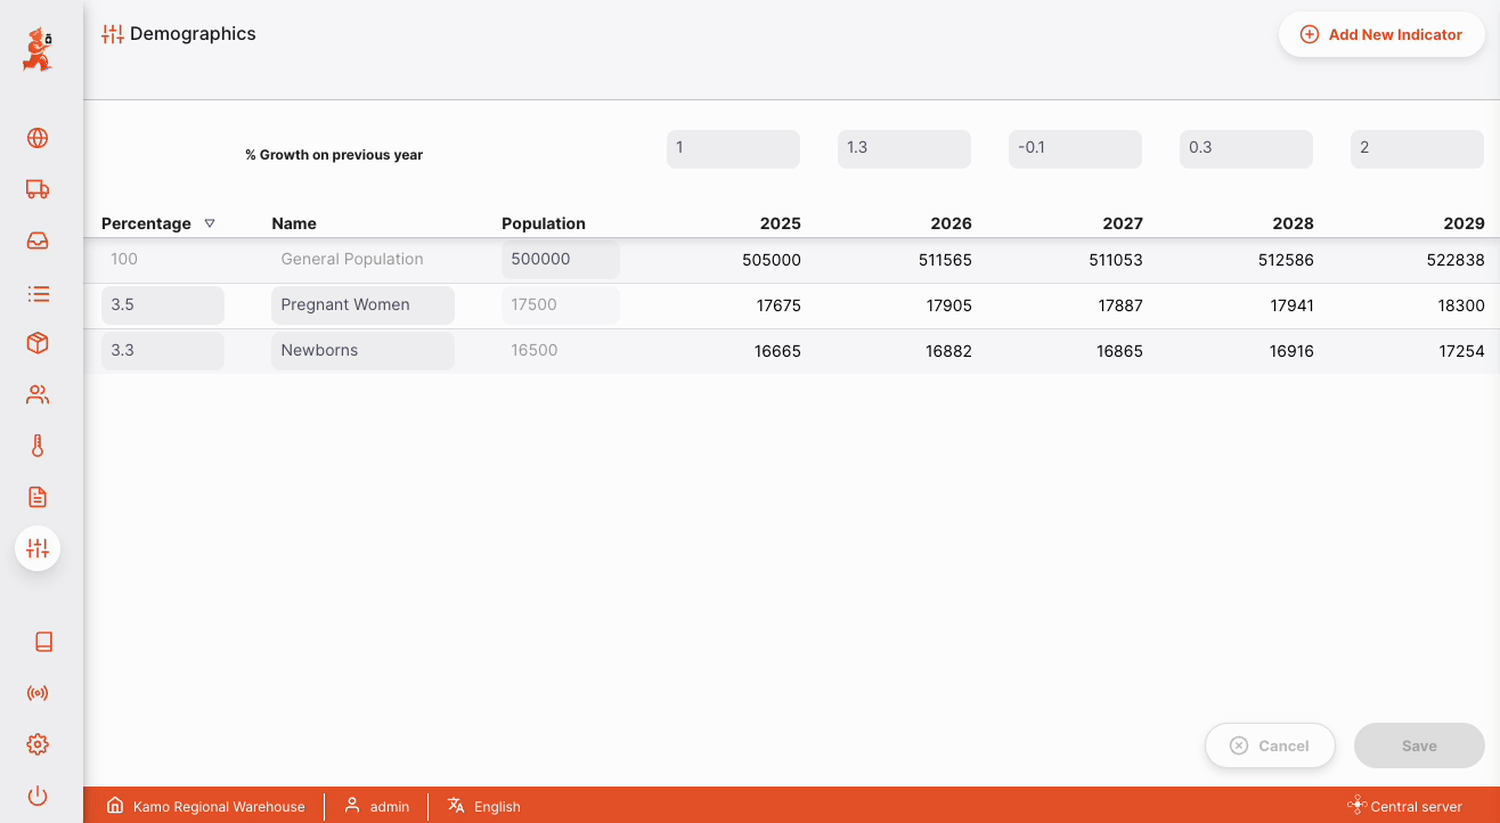 Demographics
Add New Indicator
% Growth on previous year 1 1.3 -0.1 0.3 2
Percentage Name Population 2025 2026 2027 2028 2029
100 General Population 500000 505000 511565 511053 512586 522838
3.5 Pregnant Women 17500 17675 17905 17887 17941 18300
3.3 Newborns 16500 16665 16882 16865 16916 17254
Cancel Save
Kamo Regional Warehouse admin English Central server